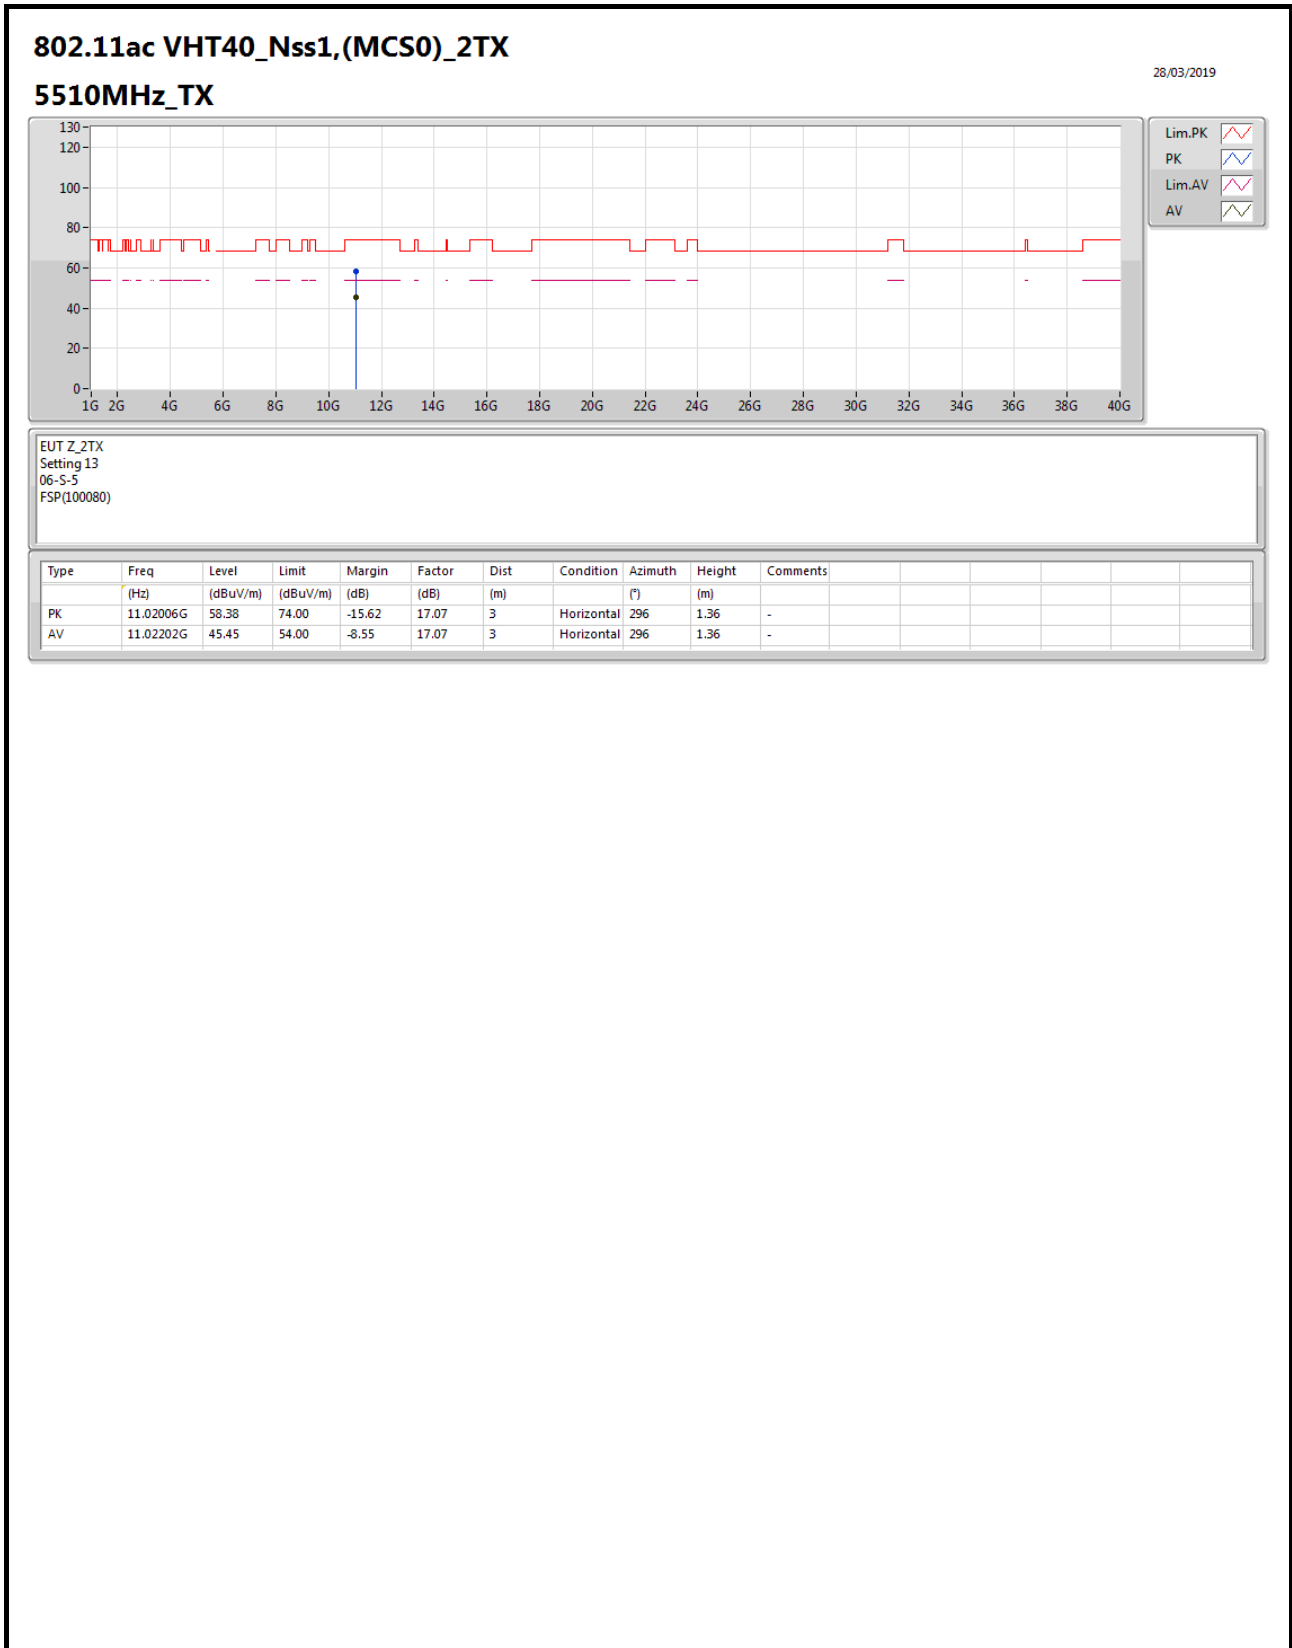 802.11ac VHT40_Nss1,(MCS0)_2TX
28/03/2019
5510MHz_TX
130
120
100
80
60
40
20
0
1G 2G 4G 6G 8G 10G 12G 14G 16G 18G 20G 22G 24G 26G 28G 30G 32G 34G 36G 38G 40G
Lim.PK
PK
Lim.AV
AV
EUT Z_2TX
Setting 13
06-S-5
FSP(100080)
Type Freq Level Limit Margin Factor Dist Condition Azimuth Height Comments
(Hz) (dBuV/m) (dBuV/m) (dB) (dB) (m) (°) (m)
PK 11.02006G 58.38 74.00 -15.62 17.07 3 Horizontal 296 1.36 -
AV 11.02202G 45.45 54.00 -8.55 17.07 3 Horizontal 296 1.36 -